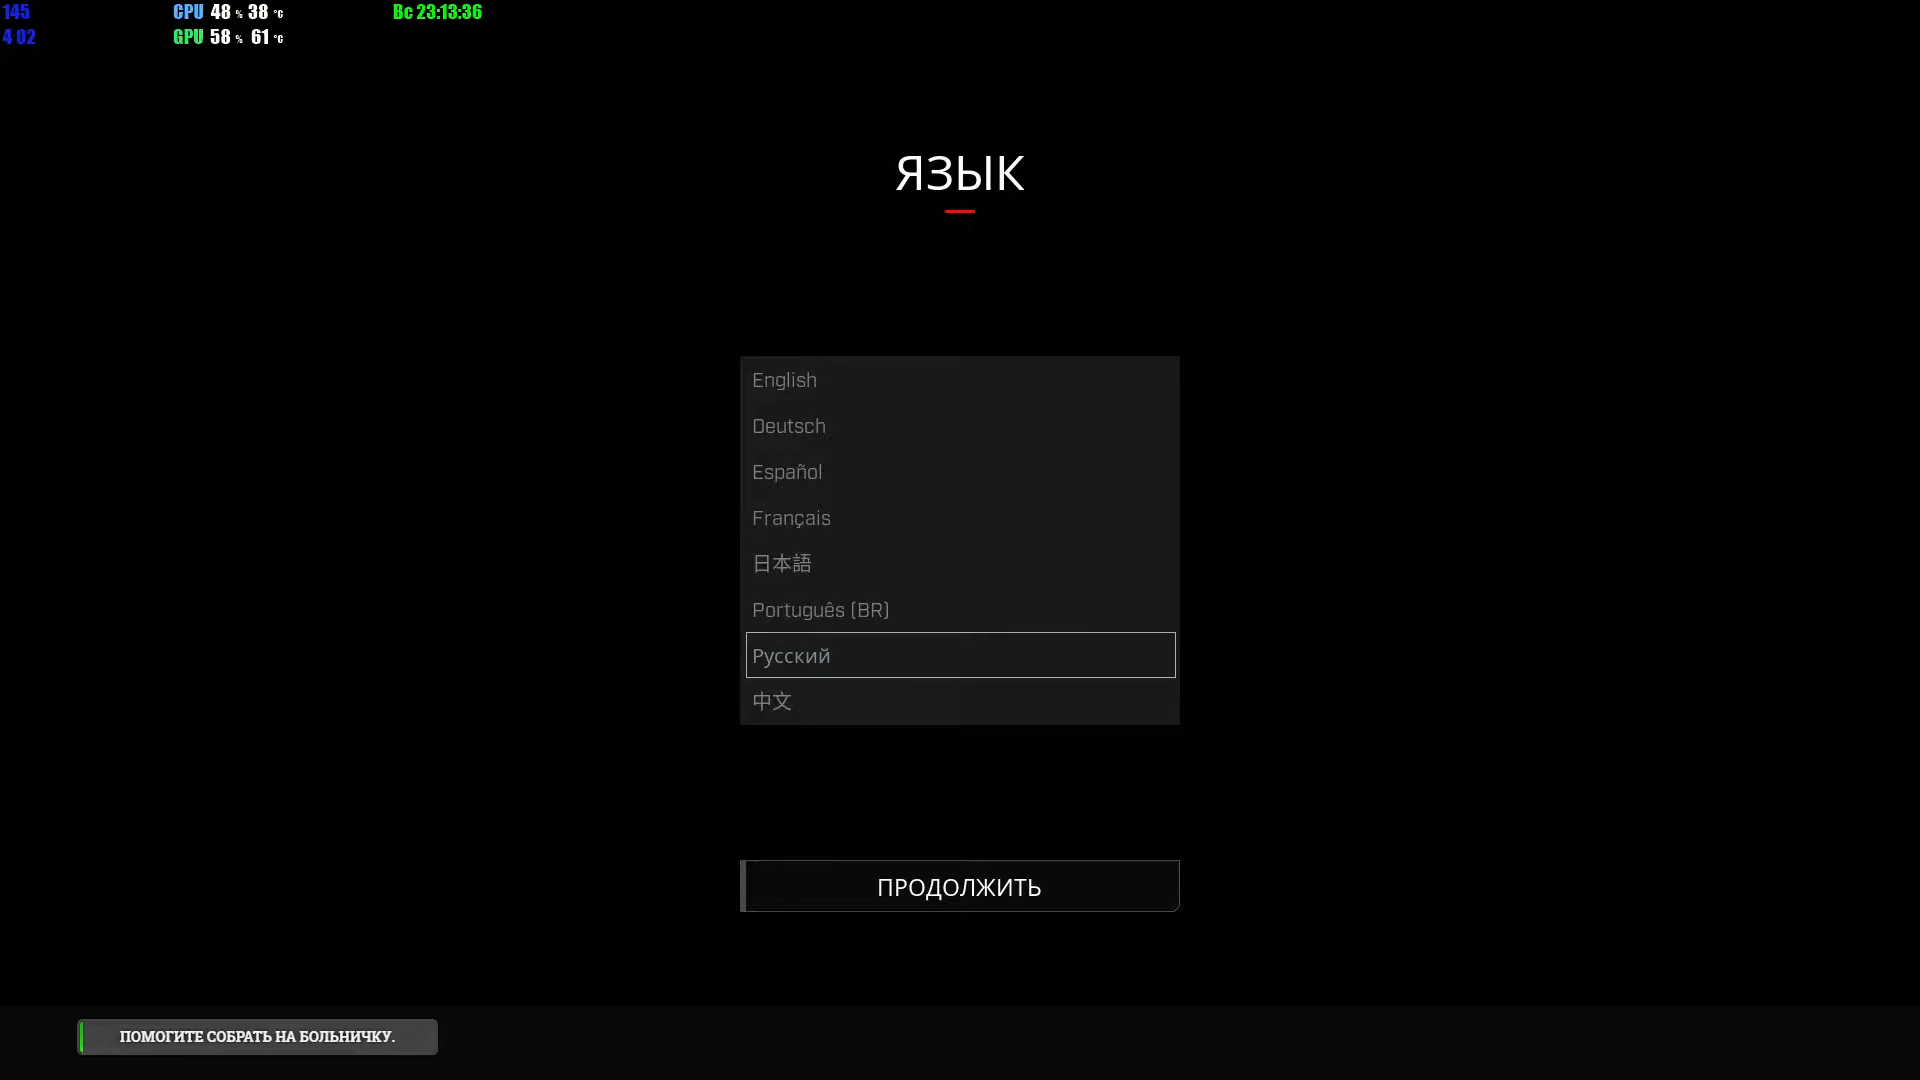 145
4 02
CPU 48 % 38 °C
GPU 58 % 61 °C
Вс 23:13:36
ЯЗЫК
English
Deutsch
Español
Français
日本語
Português (BR)
Русский
中文
ПРОДОЛЖИТЬ
ПОМОГИТЕ СОБРАТЬ НА БОЛЬНИЧКУ.